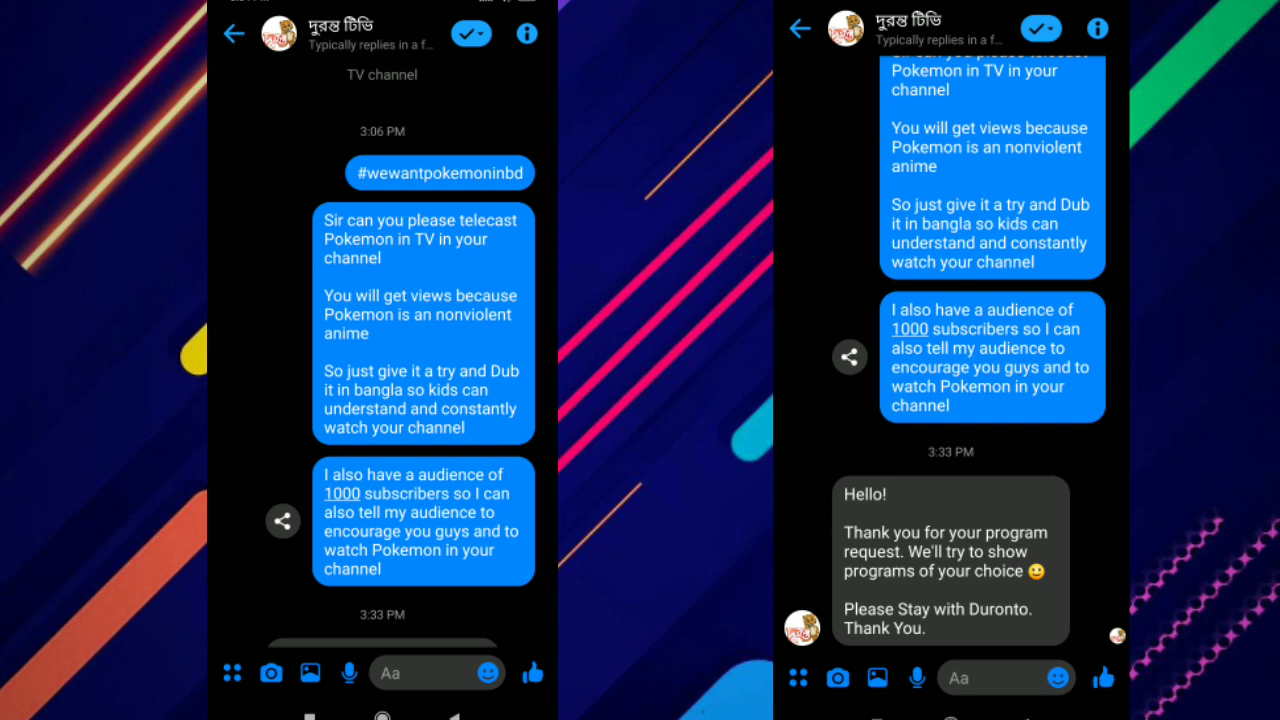 দুরন্ত টিভি
Typically replies in a f...
TV channel
3:06 PM
#wewantpokemoninbd
Sir can you please telecast
Pokemon in TV in your
channel
You will get views because
Pokemon is an nonviolent
anime
So just give it a try and Dub
it in bangla so kids can
understand and constantly
watch your channel
I also have a audience of
1000 subscribers so I can
also tell my audience to
encourage you guys and to
watch Pokemon in your
channel
3:33 PM
Aa
দুরন্ত টিভি
Typically replies in a f...
Sir can you please telecast
Pokemon in TV in your
channel
You will get views because
Pokemon is an nonviolent
anime
So just give it a try and Dub
it in bangla so kids can
understand and constantly
watch your channel
I also have a audience of
1000 subscribers so I can
also tell my audience to
encourage you guys and to
watch Pokemon in your
channel
3:33 PM
Hello!
Thank you for your program
request. We'll try to show
programs of your choice 🙂
Please Stay with Duronto.
Thank You.
Aa